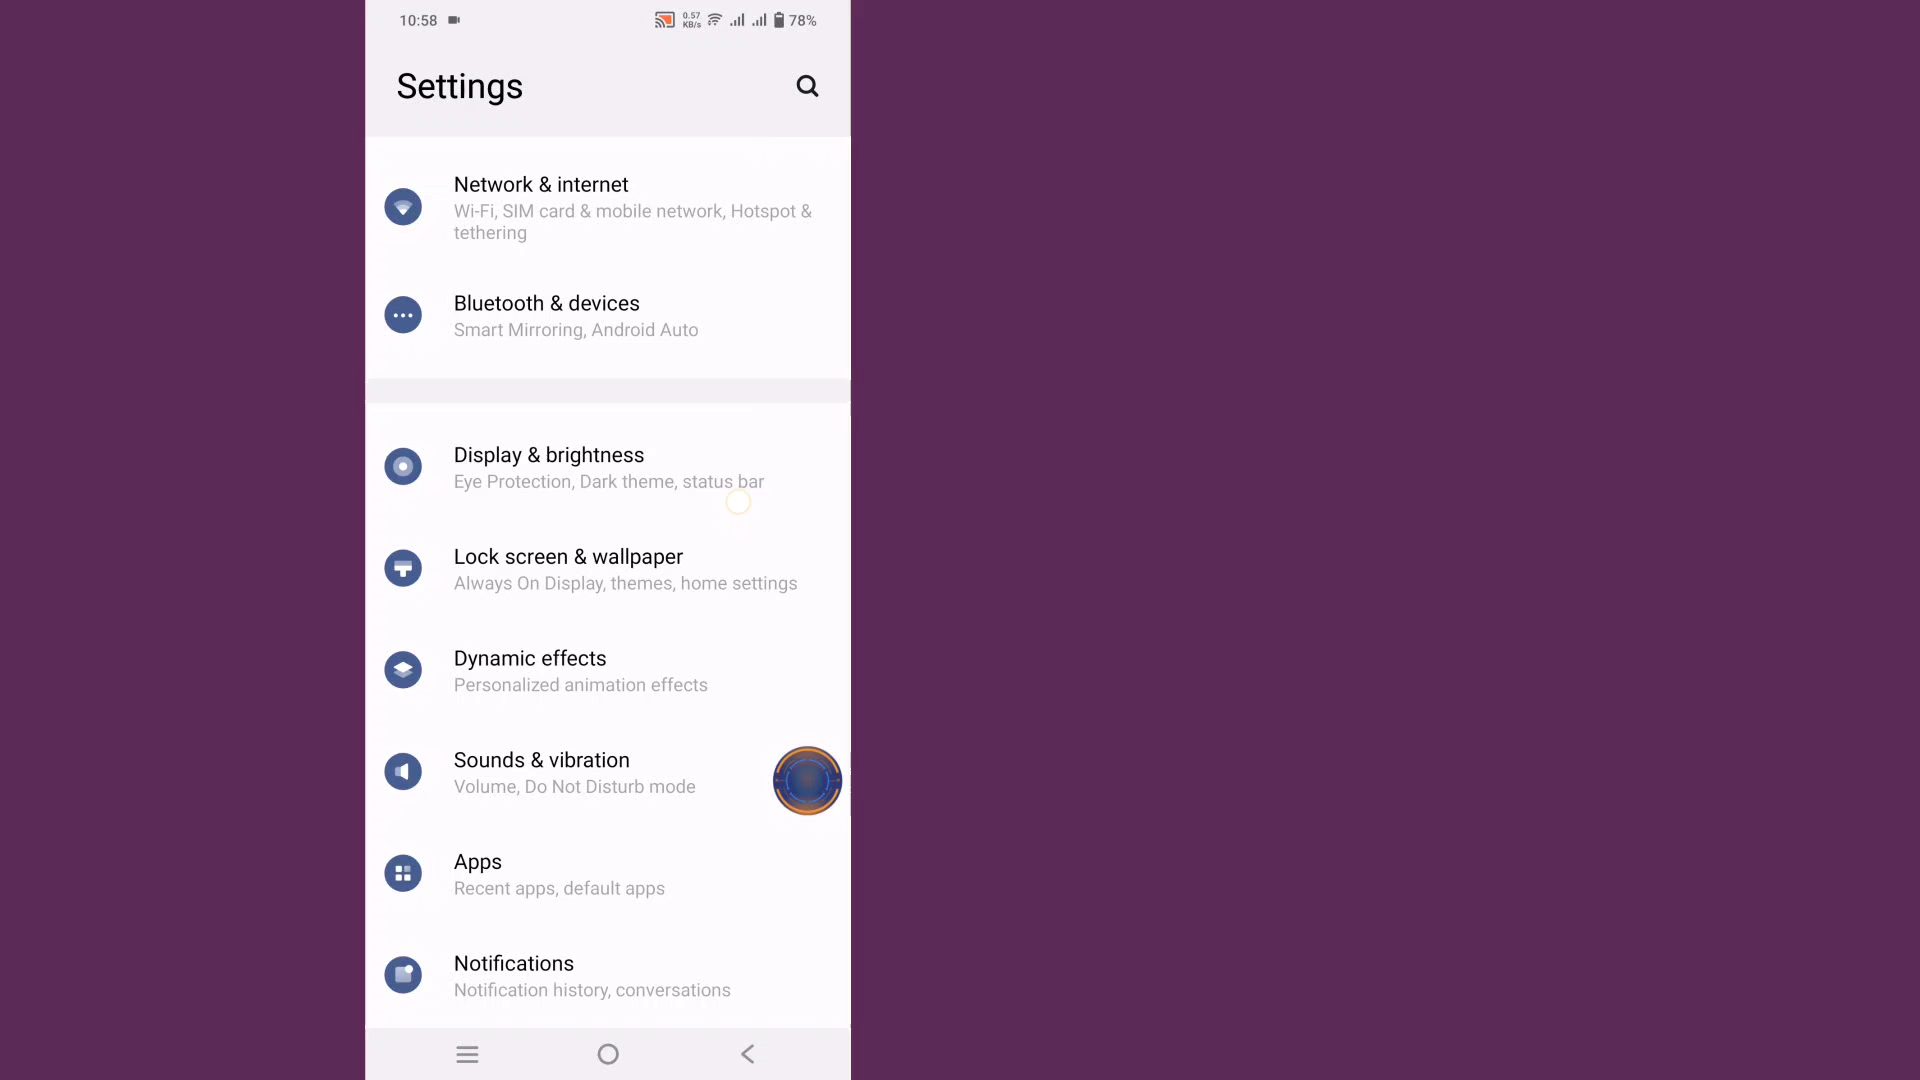 10:58
0.57 KB/s
78%
Settings
Network & internet
Wi-Fi, SIM card & mobile network, Hotspot &
tethering
Bluetooth & devices
Smart Mirroring, Android Auto
Display & brightness
Eye Protection, Dark theme, status bar
Lock screen & wallpaper
Always On Display, themes, home settings
Dynamic effects
Personalized animation effects
Sounds & vibration
Volume, Do Not Disturb mode
Apps
Recent apps, default apps
Notifications
Notification history, conversations